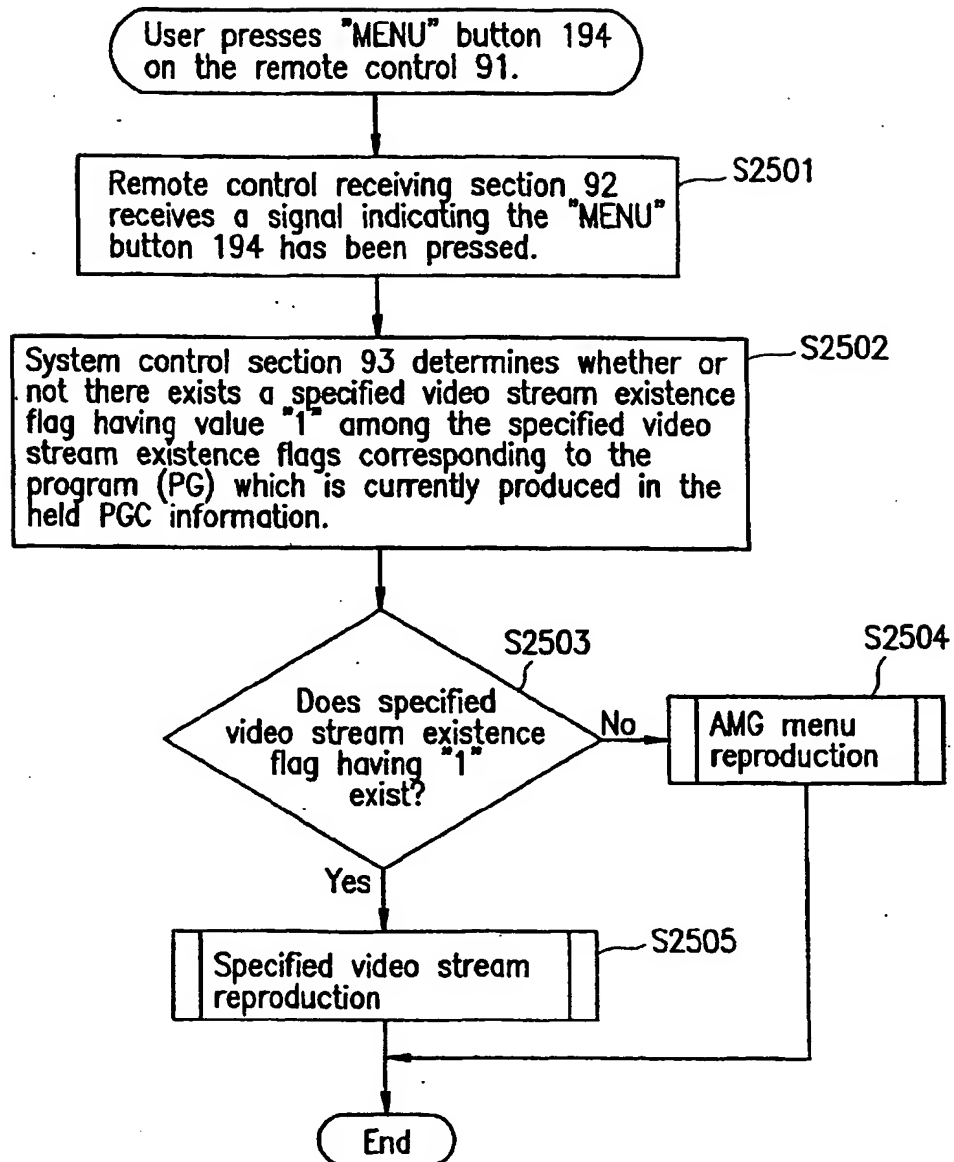 User presses "MENU" button 194
on the remote control 91.
S2501
Remote control receiving section 92
receives a signal indicating the "MENU"
button 194 has been pressed.
S2502
System control section 93 determines whether or
not there exists a specified video stream existence
flag having value "1" among the specified video
stream existence flags corresponding to the
program (PG) which is currently produced in the
held PGC information.
S2503
Does specified
video stream existence
flag having "1"
exist?
No
S2504
AMG menu
reproduction
Yes
S2505
Specified video stream
reproduction
End